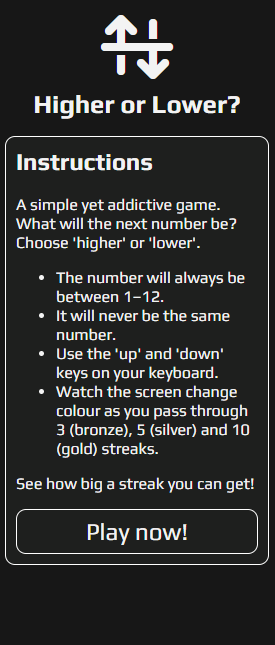 Higher or Lower?
Instructions
A simple yet addictive game.
What will the next number be?
Choose 'higher' or 'lower'.
• The number will always be
between 1–12.
• It will never be the same
number.
• Use the 'up' and 'down'
keys on your keyboard.
• Watch the screen change
colour as you pass through
3 (bronze), 5 (silver) and 10
(gold) streaks.
See how big a streak you can get!
Play now!